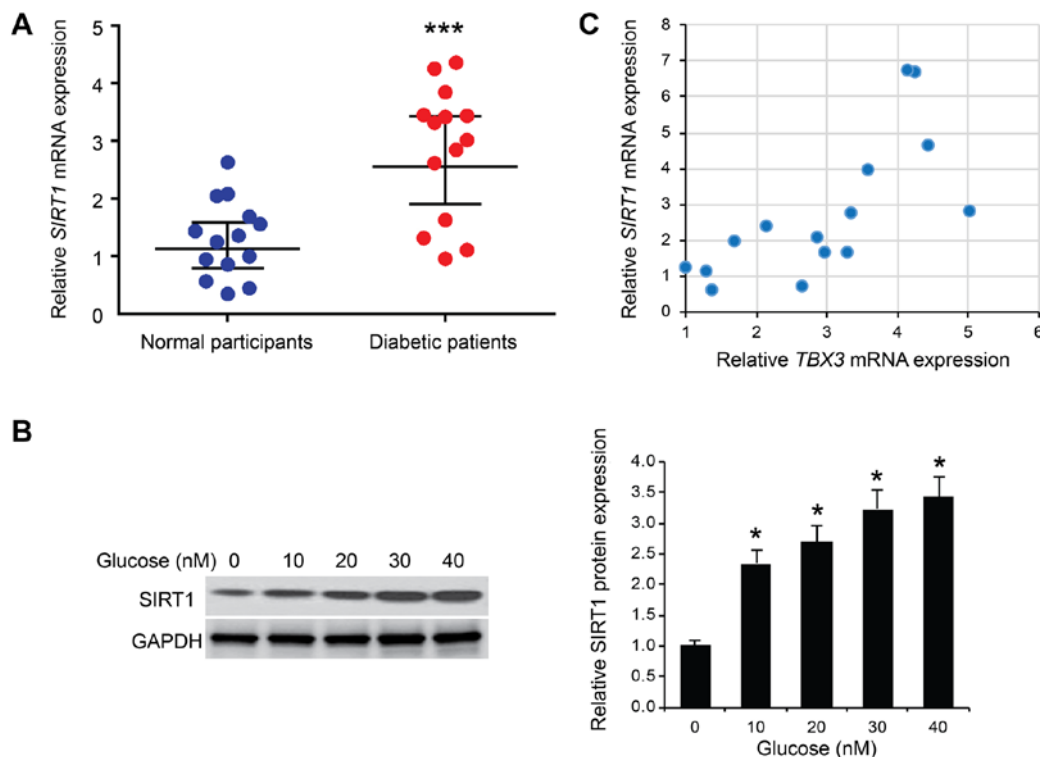 A
Relative SIRT1 mRNA expression
5
4
3
2
1
0
***
Normal participants
Diabetic patients
C
Relative SIRT1 mRNA expression
8
7
6
5
4
3
2
1
0
1 2 3 4 5 6
Relative TBX3 mRNA expression
B
Glucose (nM) 0 10 20 30 40
SIRT1
GAPDH
Relative SIRT1 protein expression
4.0
3.5
3.0
2.5
2.0
1.5
1.0
0.5
0.0
* * * *
0 10 20 30 40
Glucose (nM)